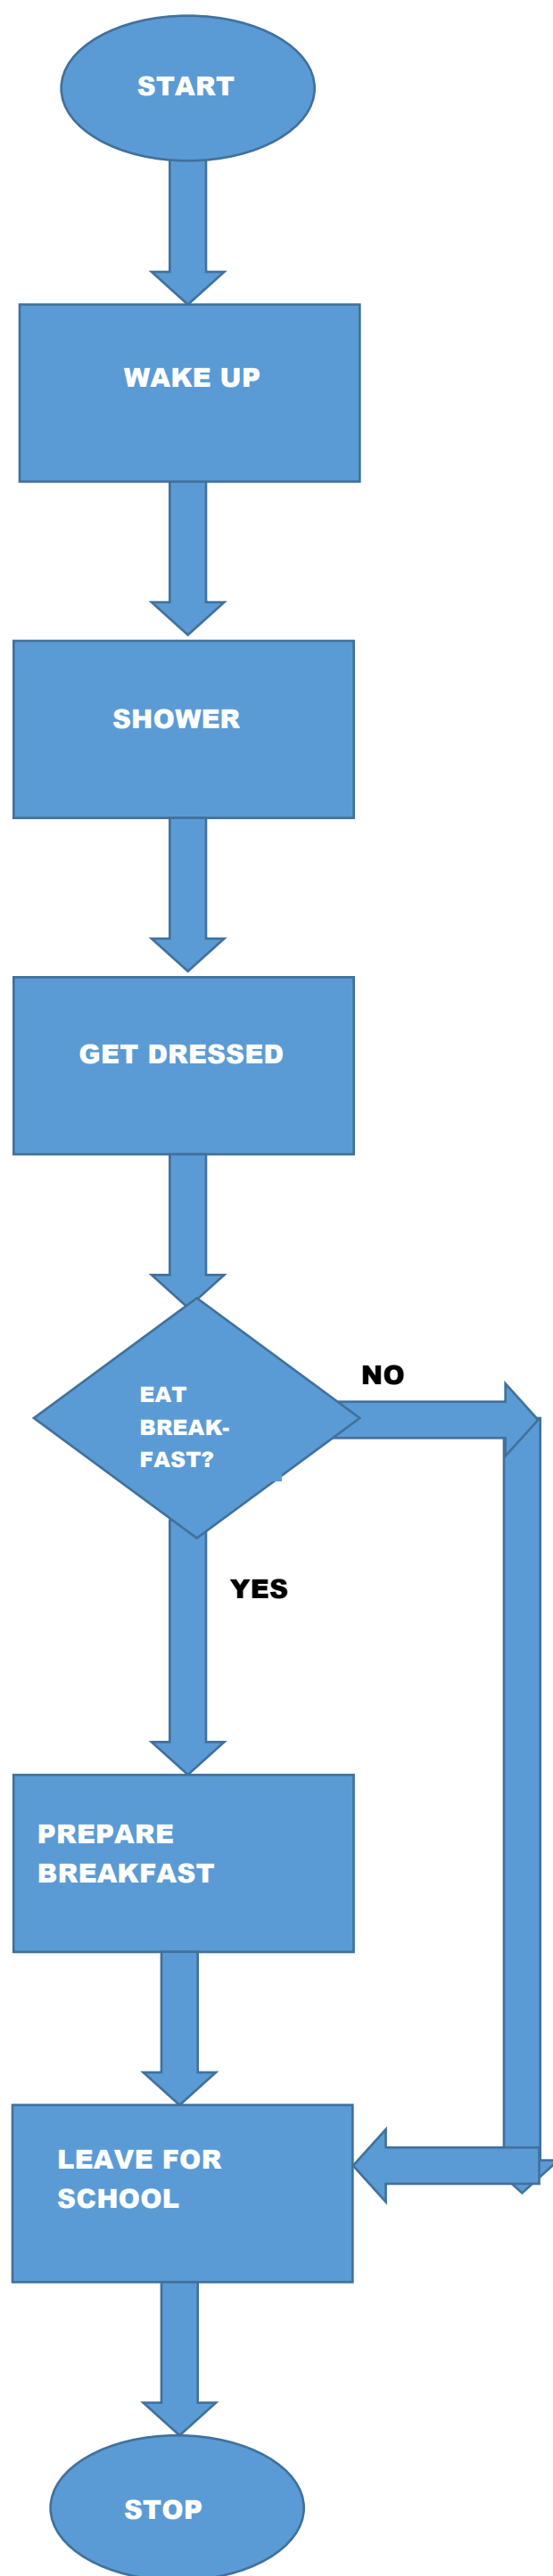 START
WAKE UP
SHOWER
GET DRESSED
EAT
BREAK-
FAST?
NO
YES
PREPARE
BREAKFAST
LEAVE FOR
SCHOOL
STOP